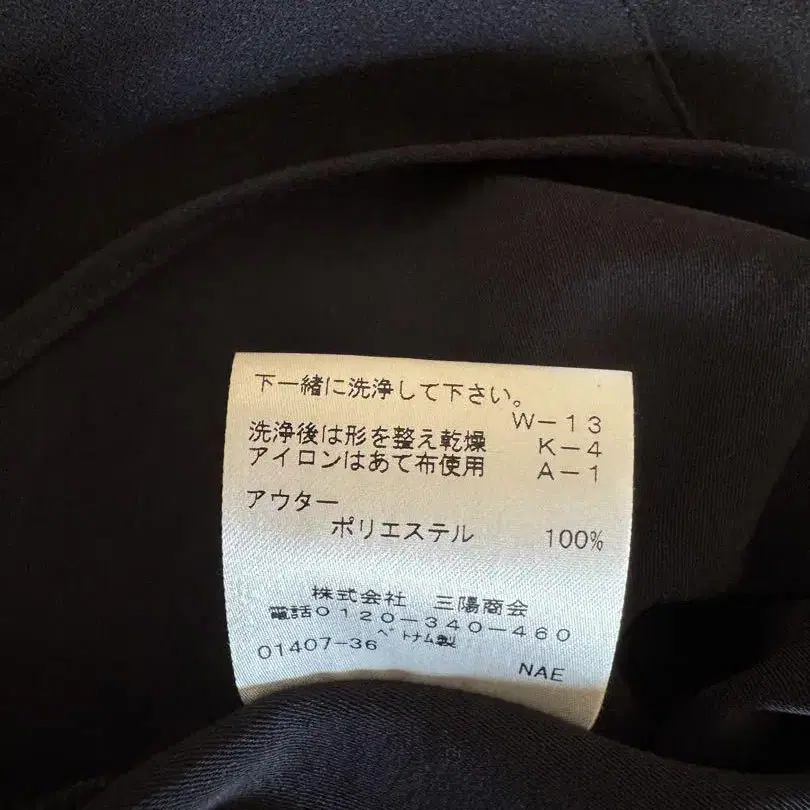 下一緒に洗浄して下さい。
W－13
洗浄後は形を整え乾燥 K－4
アイロンはあて布使用 A－1
アウター
ポリエステル 100%
株式会社 三陽商会
電話0120－340－460
ﾍﾞﾄﾅﾑ製
01407-36
NAE